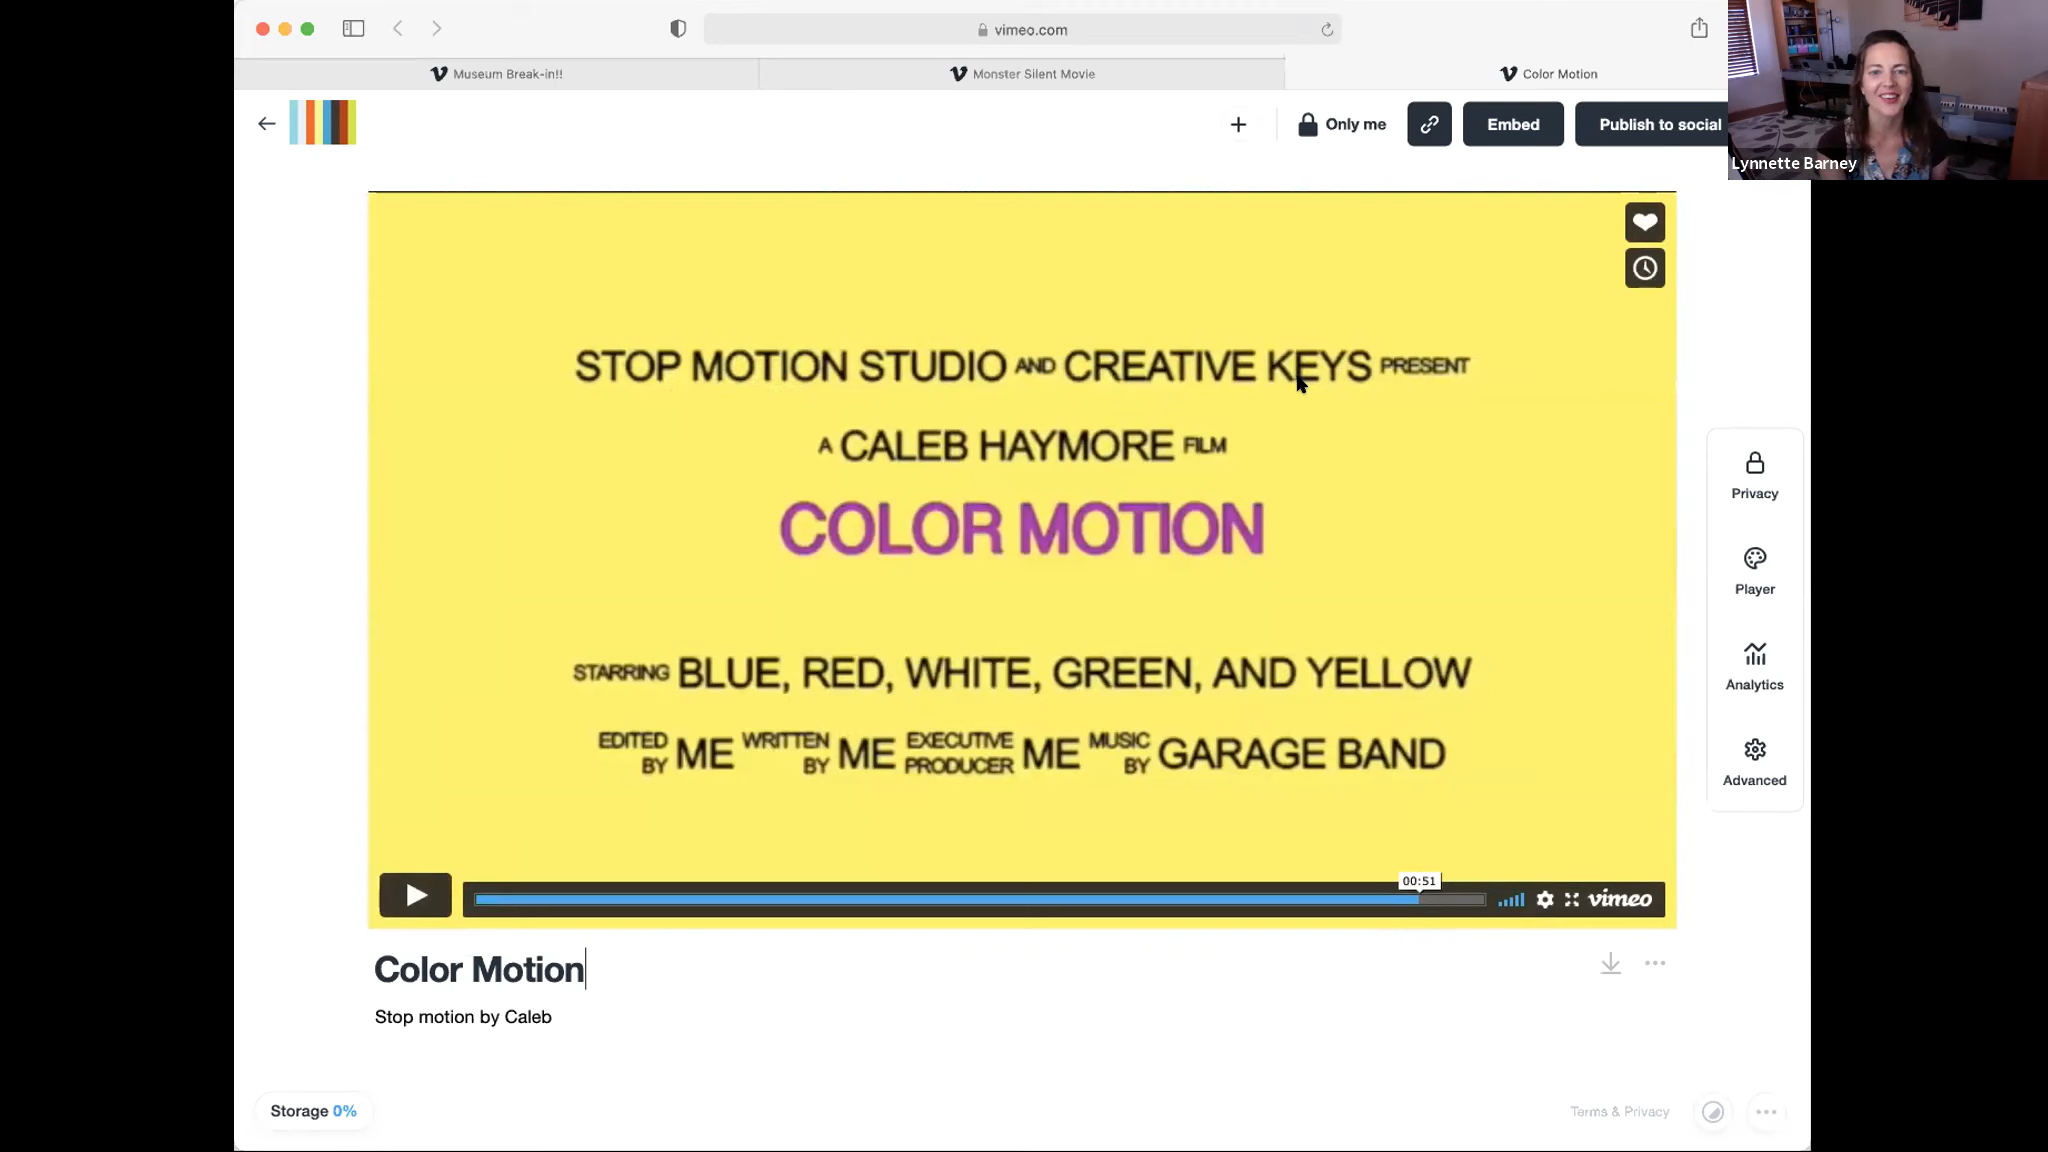 vimeo.com
Museum Break-in!!
Monster Silent Movie
Color Motion
Only me
Embed
Publish to social
Lynnette Barney
STOP MOTION STUDIO AND CREATIVE KEYS PRESENT
A CALEB HAYMORE FILM
COLOR MOTION
STARRING BLUE, RED, WHITE, GREEN, AND YELLOW
EDITED BY ME WRITTEN BY ME EXECUTIVE PRODUCER ME MUSIC BY GARAGE BAND
Privacy
Player
Analytics
Advanced
00:51
vimeo
Color Motion
Stop motion by Caleb
Storage 0%
Terms & Privacy